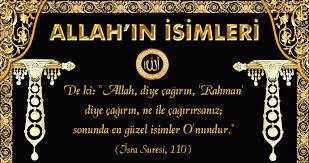 ALLAH'IN İSİMLERİ
الله
De ki: "Allah, diye çağırın, 'Rahman'
diye çağırın, ne ile çağırırsanız;
sonunda en güzel isimler O'nundur."
(İsra Suresi, 110)